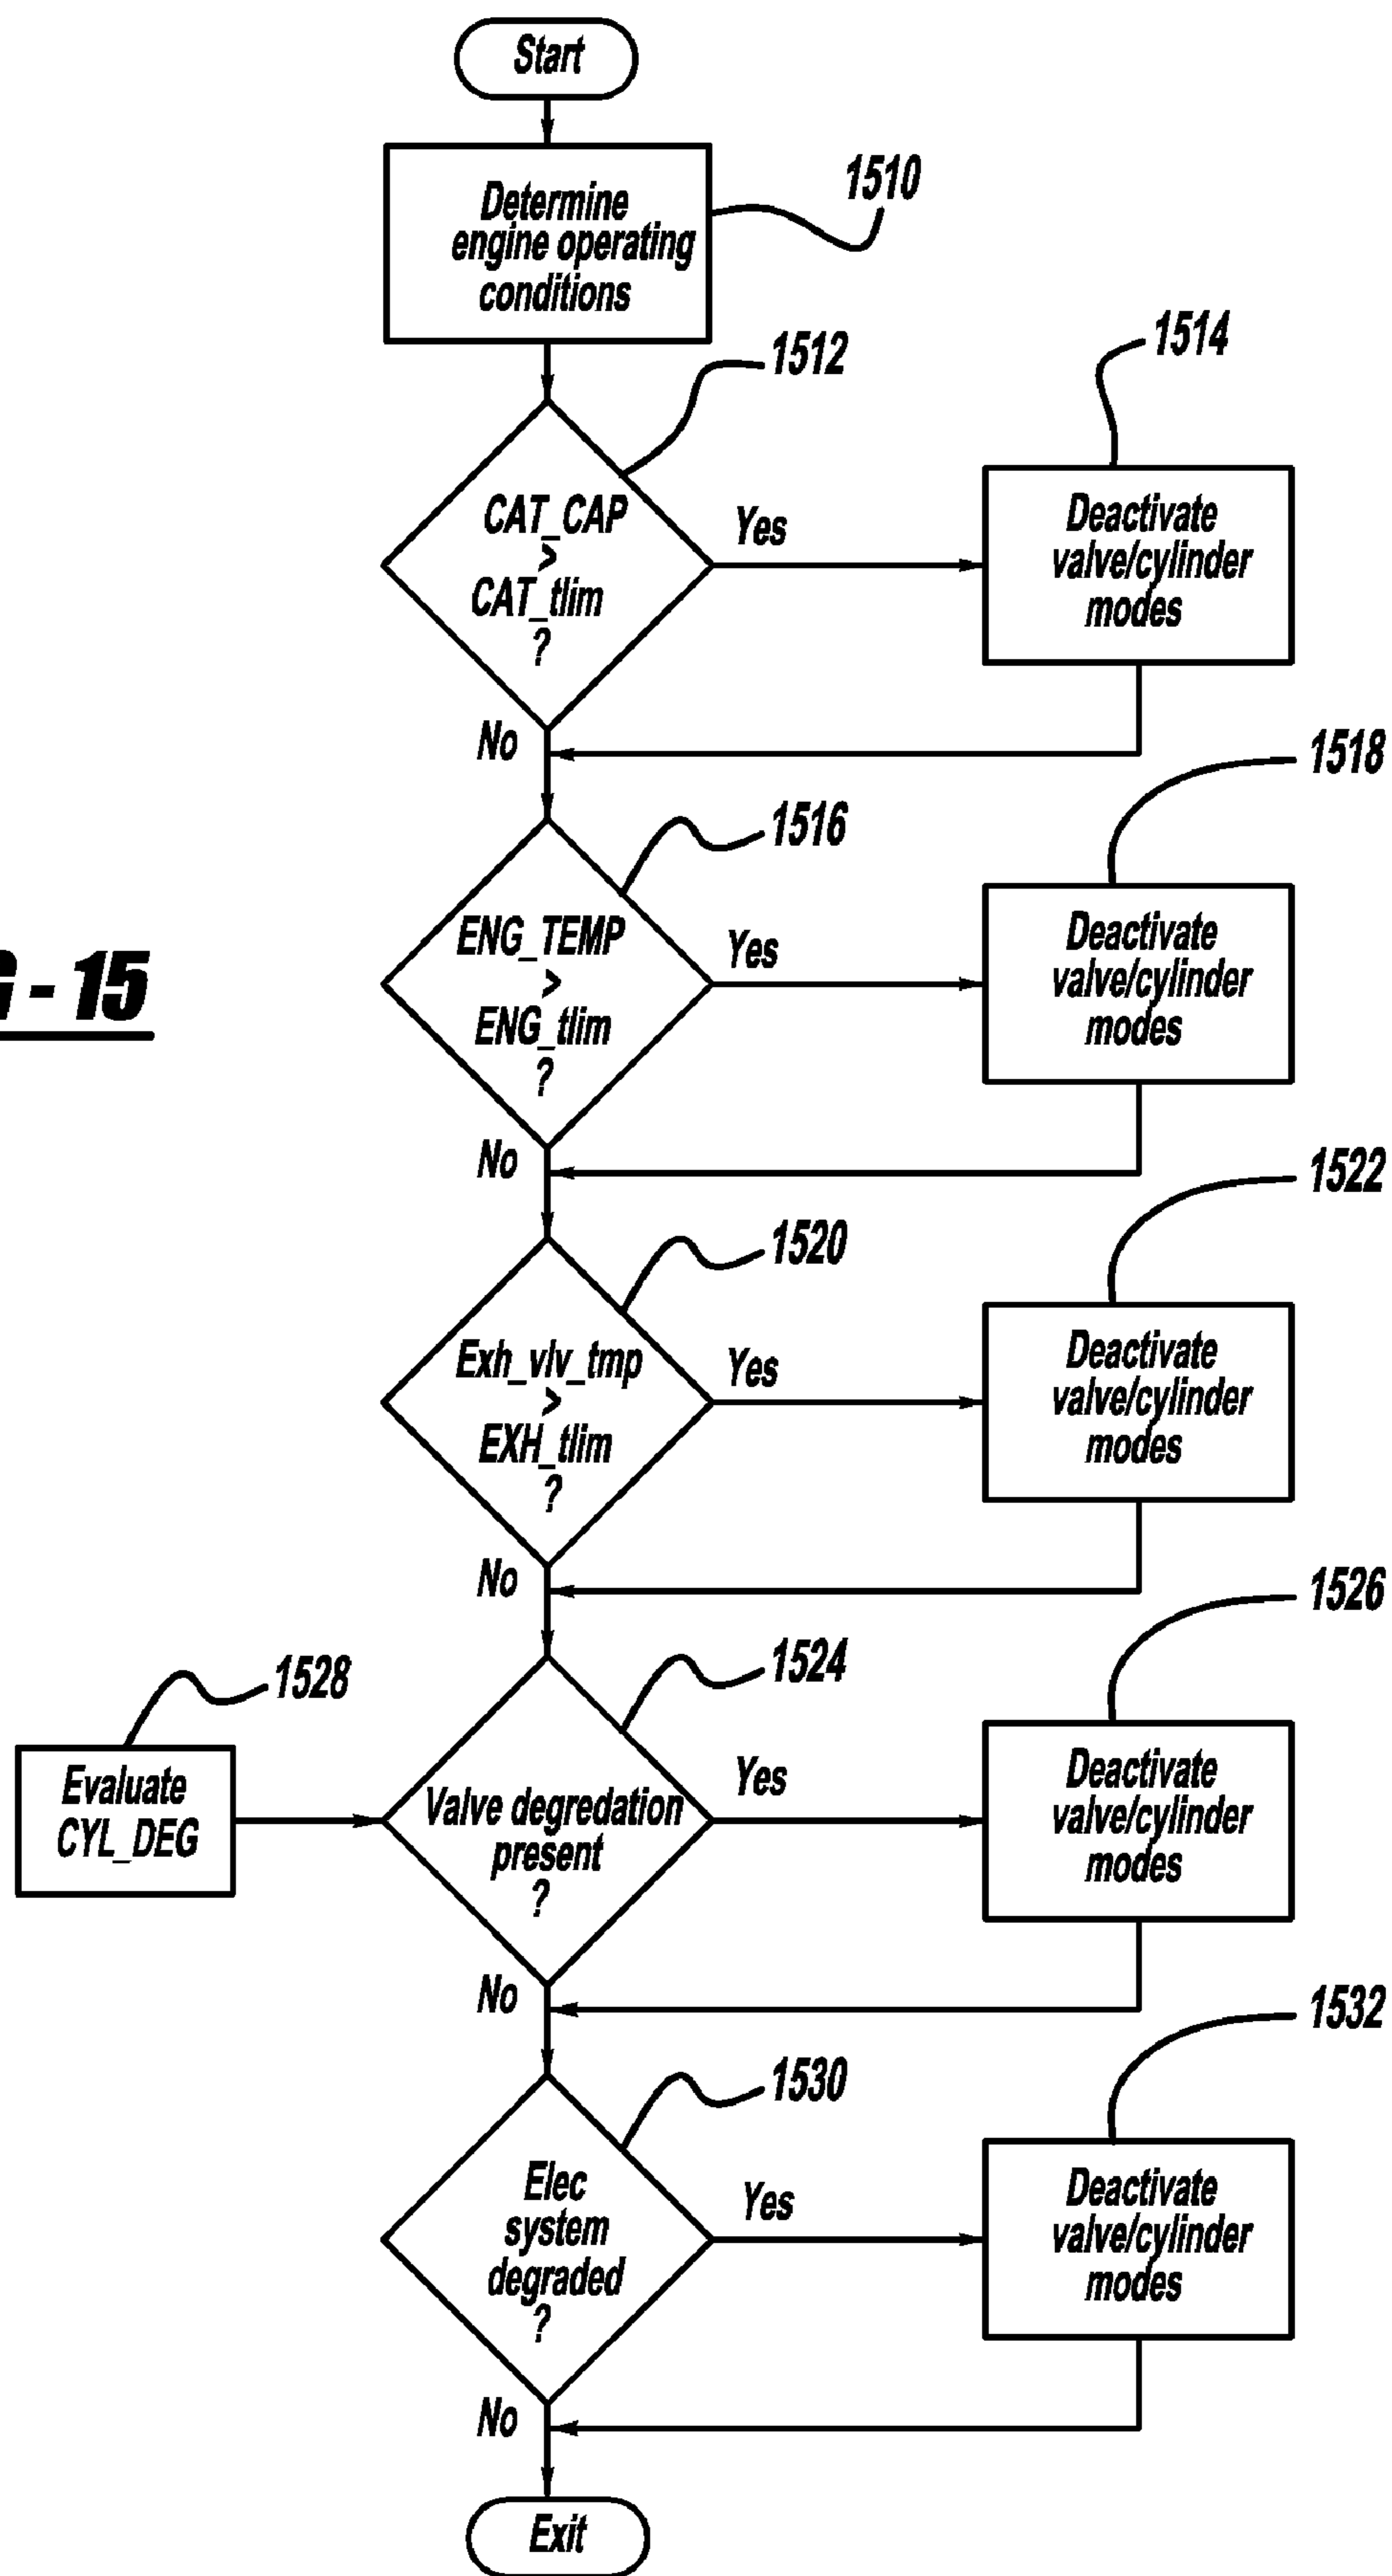 Start
Determine
engine operating
conditions
1510
1512
CAT_CAP
>
CAT_tlim
?
Yes
No
1514
Deactivate
valve/cylinder
modes
1516
ENG_TEMP
>
ENG_tlim
?
Yes
No
1518
Deactivate
valve/cylinder
modes
G - 15
1520
Exh_vlv_tmp
>
EXH_tlim
?
Yes
No
1522
Deactivate
valve/cylinder
modes
1528
Evaluate
CYL_DEG
1524
Valve degredation
present
?
Yes
No
1526
Deactivate
valve/cylinder
modes
1530
Elec
system
degraded
?
Yes
No
1532
Deactivate
valve/cylinder
modes
Exit